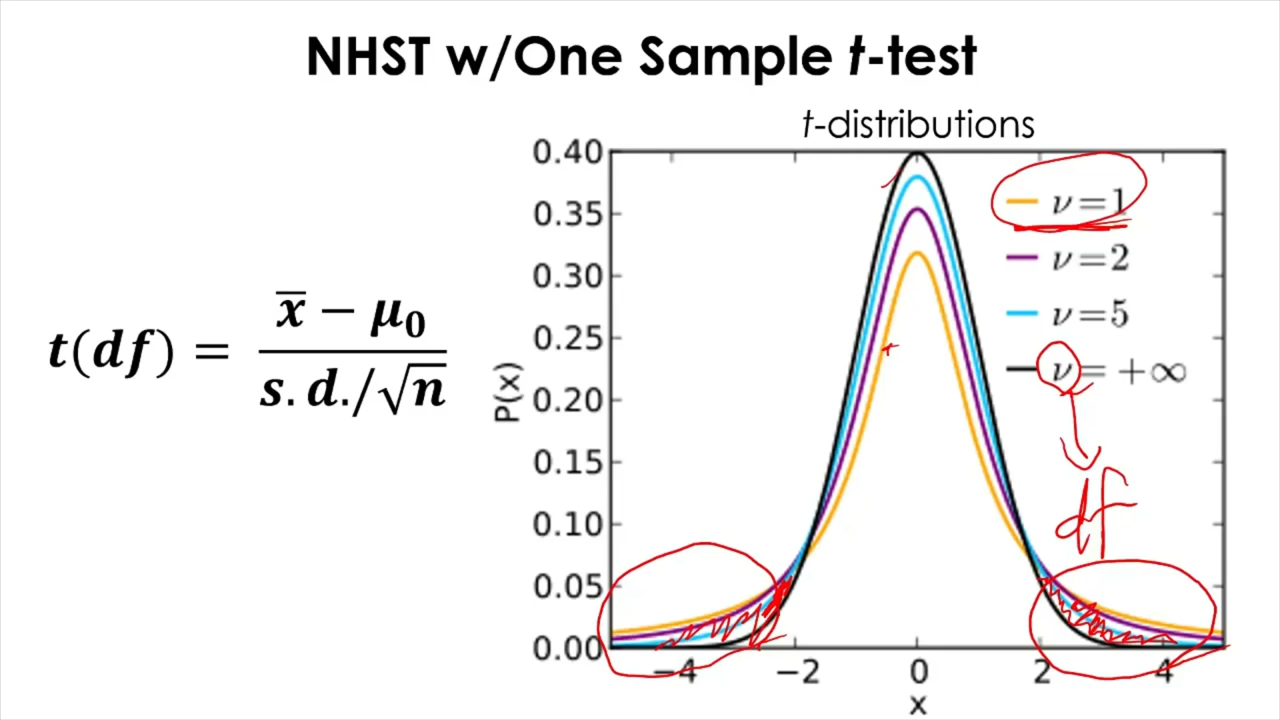 NHST w/One Sample t-test
t-distributions
t(df) = (x̄ − μ₀) / (s.d./√n)
P(x)
0.40
0.35
0.30
0.25
0.20
0.15
0.10
0.05
0.00
ν=1
ν=2
ν=5
ν=+∞
df
−4 −2 0 2 4
x